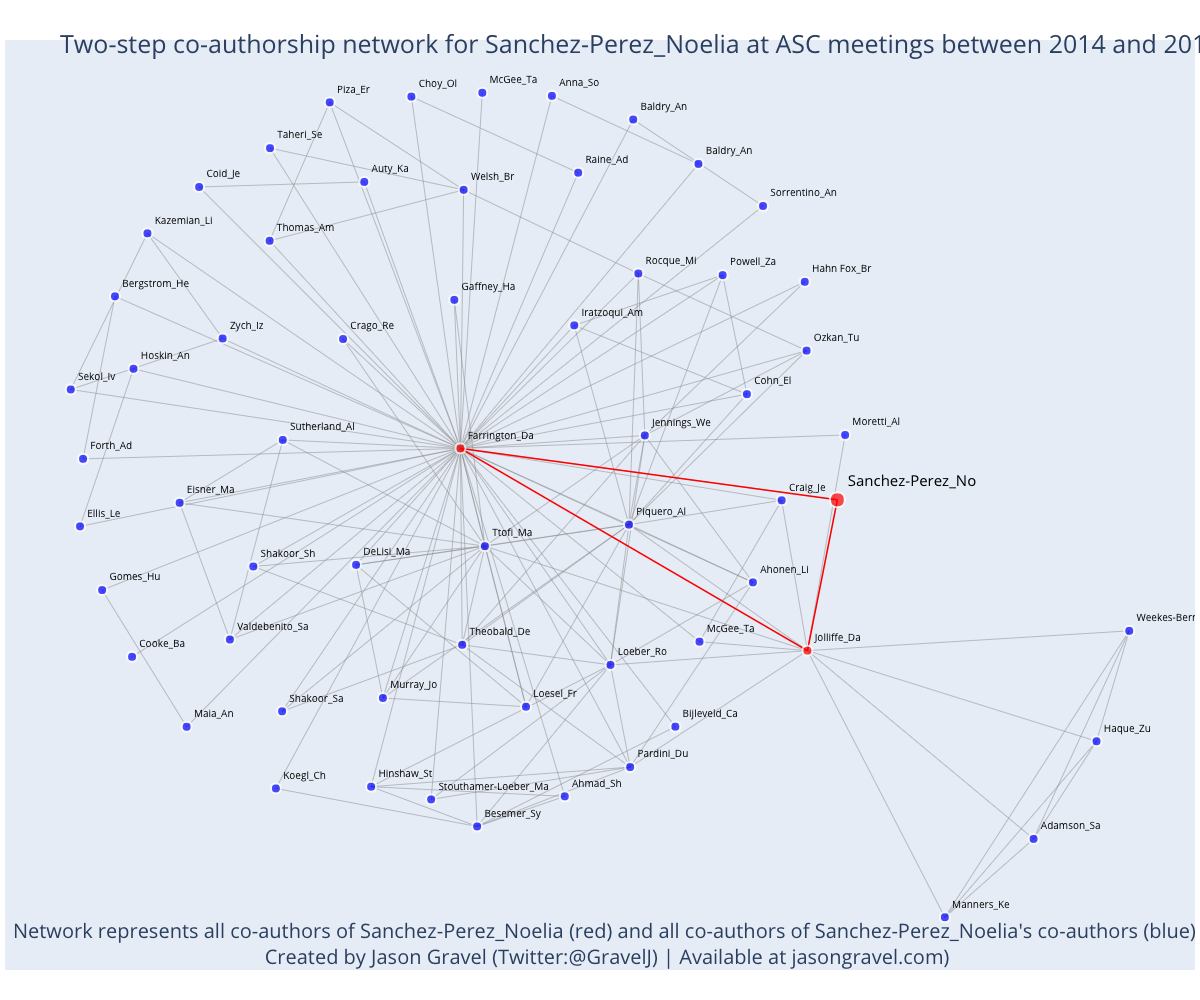 Two-step co-authorship network for Sanchez-Perez_Noelia at ASC meetings between 2014 and 201
Piza_Er
Choy_Ol
McGee_Ta
Anna_So
Baldry_An
Taheri_Se
Baldry_An
Coid_Je
Auty_Ka
Welsh_Br
Raine_Ad
Sorrentino_An
Kazemian_Li
Thomas_Am
Rocque_Mi
Powell_Za
Hahn Fox_Br
Bergstrom_He
Gaffney_Ha
Iratzoqui_Am
Zych_Iz
Crago_Re
Ozkan_Tu
Hoskin_An
Sekol_Iv
Cohn_El
Sutherland_Al
Farrington_Da
Jennings_We
Moretti_Al
Forth_Ad
Sanchez-Perez_No
Eisner_Ma
Craig_Je
Ellis_Le
Piquero_Al
Ttofi_Ma
Shakoor_Sh
DeLisi_Ma
Gomes_Hu
Ahonen_Li
Valdebenito_Sa
Theobald_De
McGee_Ta
Jolliffe_Da
Weekes-Berr
Cooke_Ba
Loeber_Ro
Shakoor_Sa
Murray_Jo
Loesel_Fr
Maia_An
Bijleveld_Ca
Haque_Zu
Pardini_Du
Koegl_Ch
Hinshaw_St
Stouthamer-Loeber_Ma
Ahmad_Sh
Besemer_Sy
Adamson_Sa
Manners_Ke
Network represents all co-authors of Sanchez-Perez_Noelia (red) and all co-authors of Sanchez-Perez_Noelia's co-authors (blue)
Created by Jason Gravel (Twitter:@GravelJ) | Available at jasongravel.com)